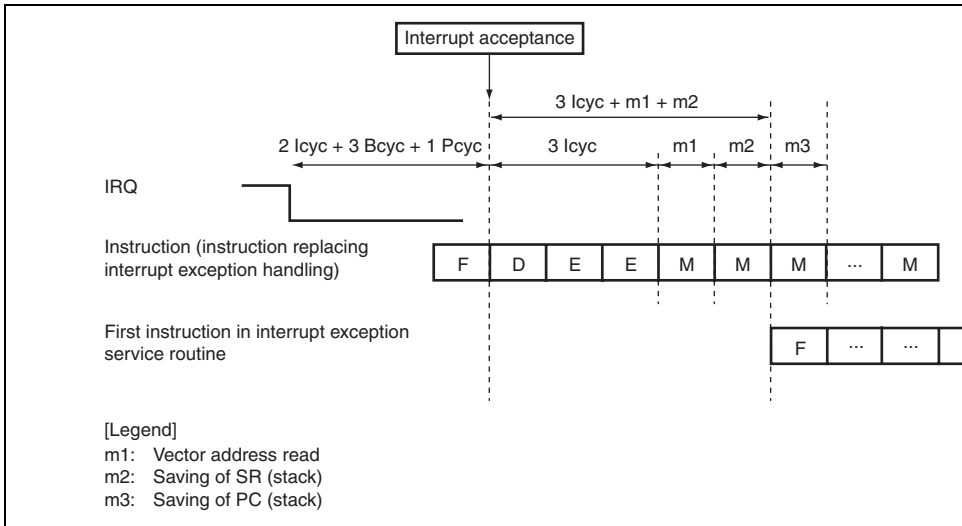 Interrupt acceptance
3 Icyc + m1 + m2
2 Icyc + 3 Bcyc + 1 Pcyc
3 Icyc
m1
m2
m3
IRQ
Instruction (instruction replacing
interrupt exception handling)
F D E E M M M ... M
First instruction in interrupt exception
service routine
F ... ...
[Legend]
m1: Vector address read
m2: Saving of SR (stack)
m3: Saving of PC (stack)